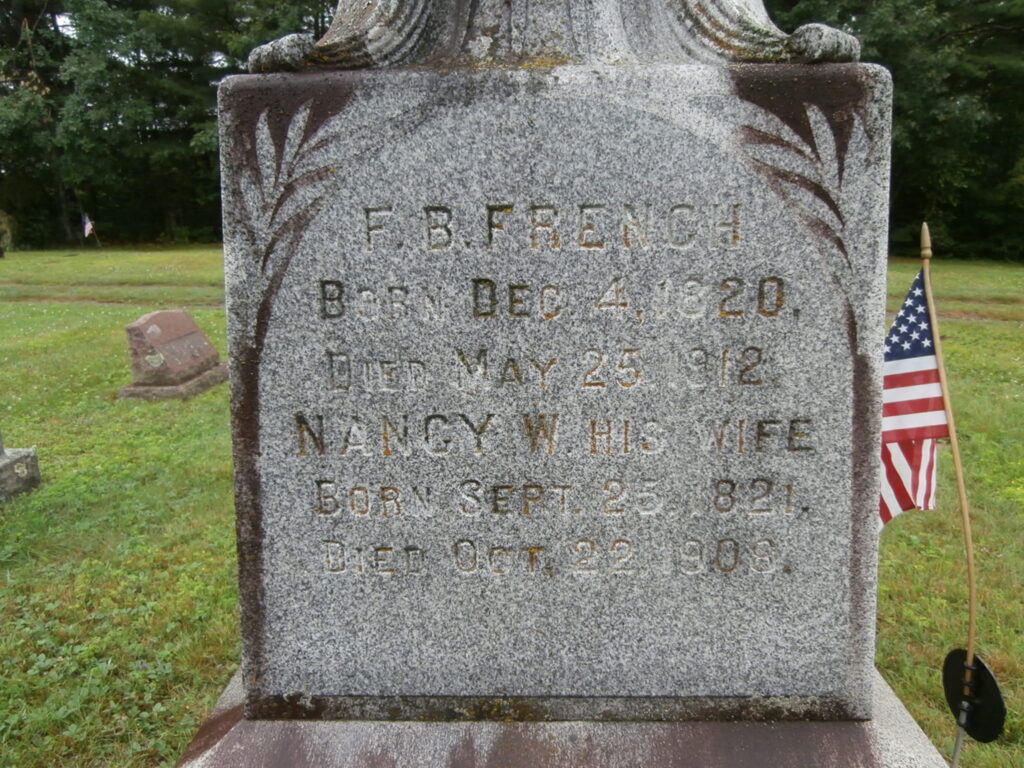 F. B. FRENCH
BORN DEC 4, 1820.
DIED MAY 25, 1912.
NANCY W. HIS WIFE
BORN SEPT. 25, 1821.
DIED OCT. 22, 1908.